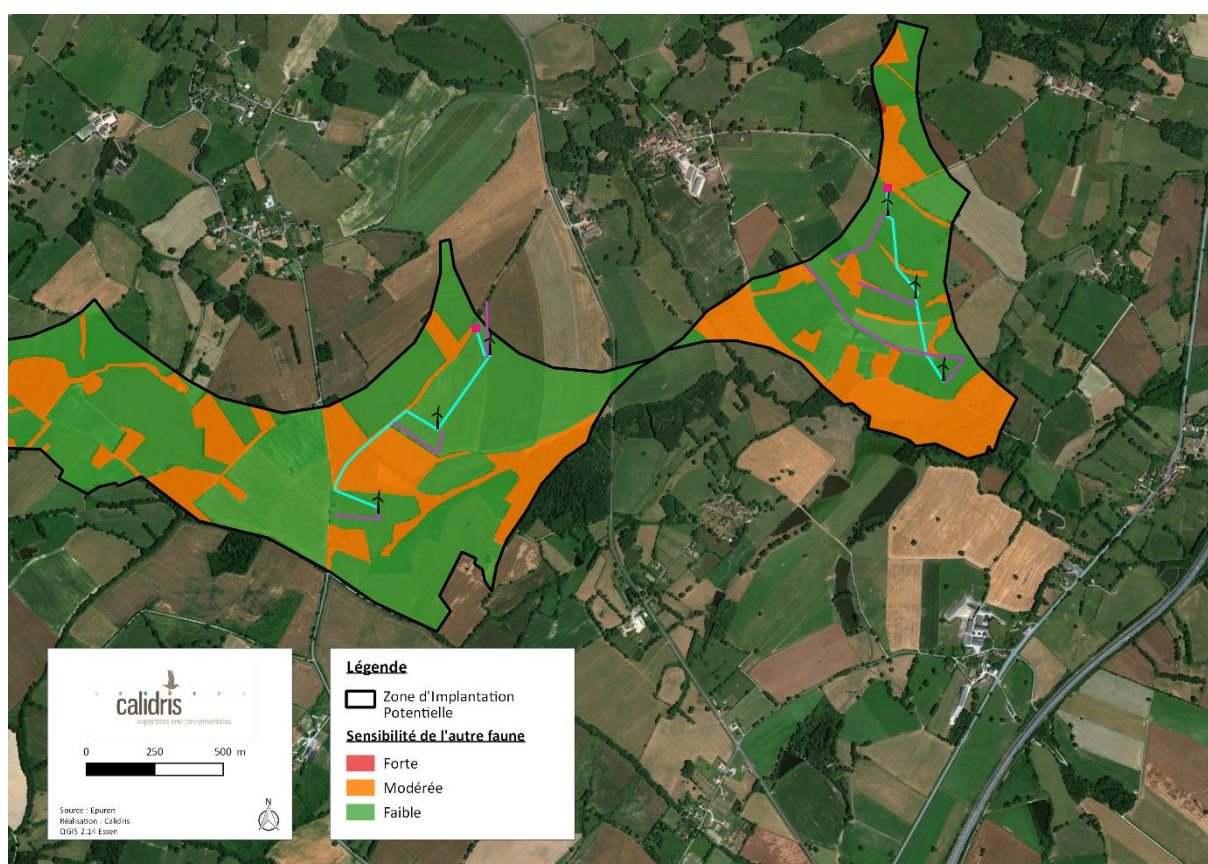 calidris
expertises environnementales
0 250 500 m
Source : Epuron
Réalisation : Calidris
QGIS 2.14 Essen
N
Légende
Zone d'Implantation
Potentielle
Sensibilité de l'autre faune
Forte
Modérée
Faible